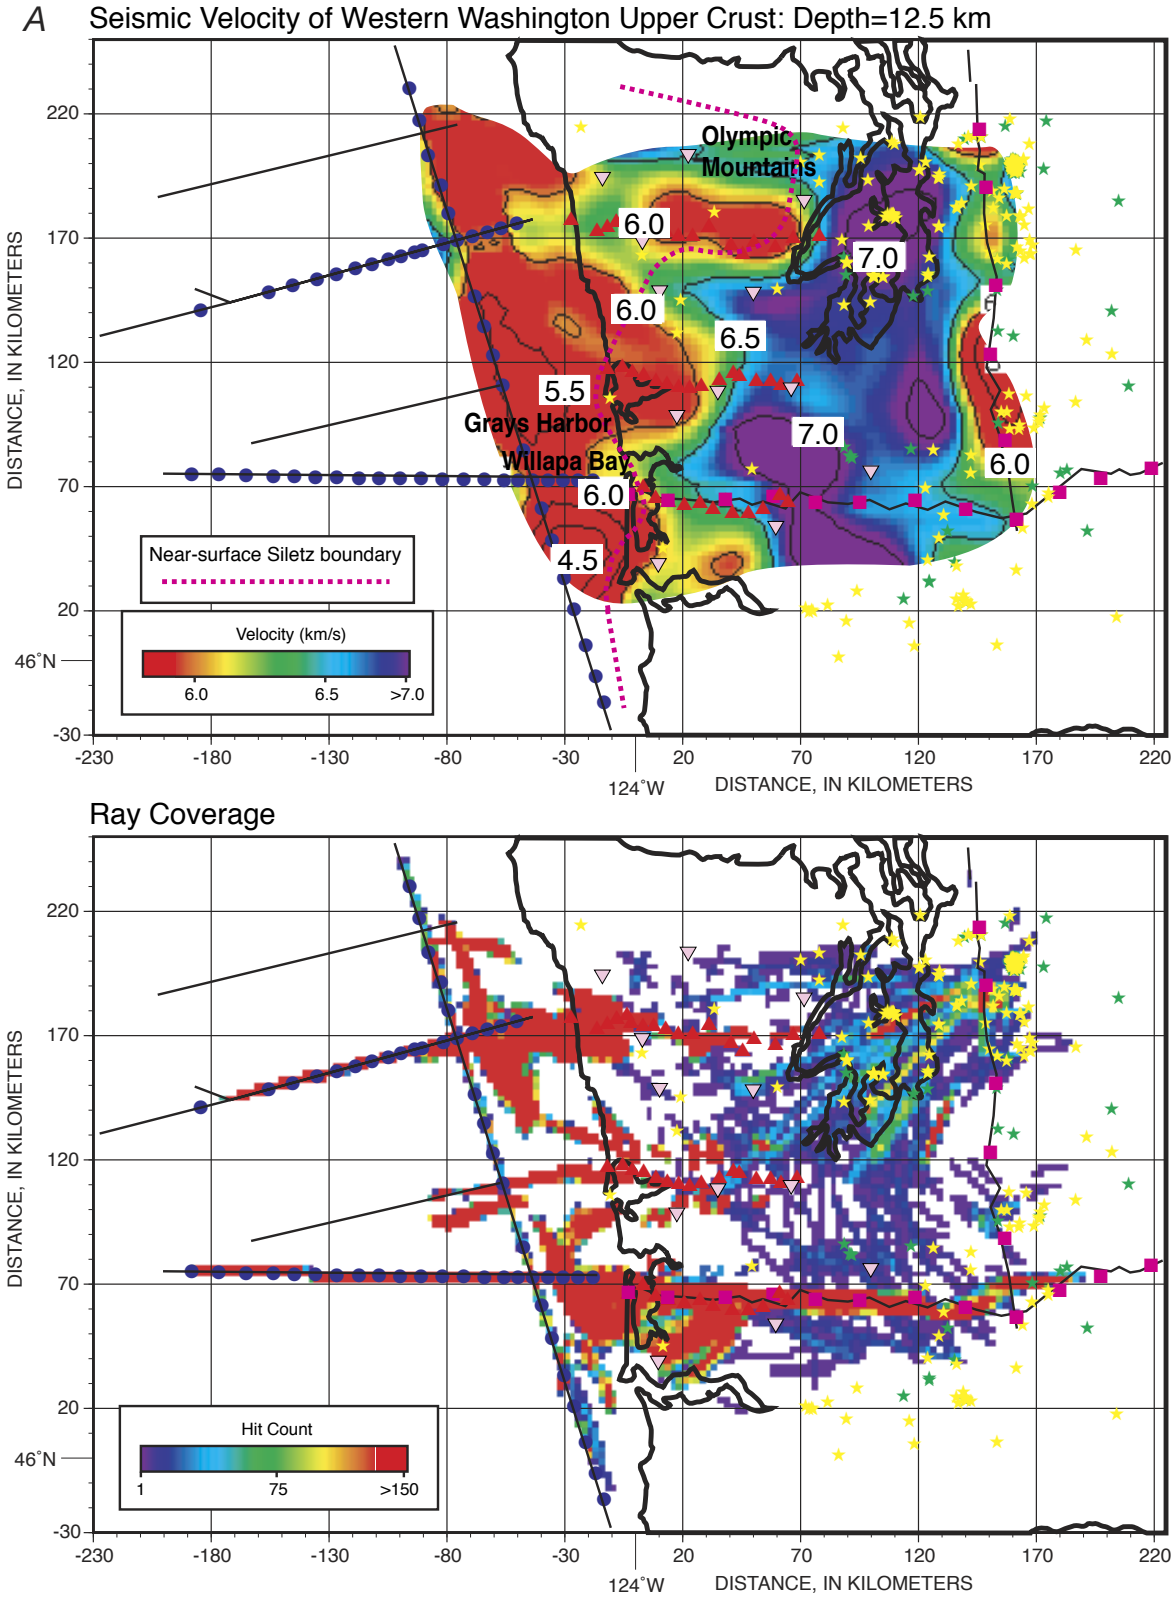 A
Seismic Velocity of Western Washington Upper Crust: Depth=12.5 km
DISTANCE, IN KILOMETERS
220
170
120
70
20
46°N
-30
Olympic
Mountains
6.0
7.0
6.0
6.5
5.5
Grays Harbor
7.0
Willapa Bay
6.0
6.0
4.5
Near-surface Siletz boundary
Velocity (km/s)
6.0 6.5 >7.0
-230 -180 -130 -80 -30 20 70 120 170 220
124°W
DISTANCE, IN KILOMETERS
Ray Coverage
DISTANCE, IN KILOMETERS
220
170
120
70
20
46°N
-30
Hit Count
1 75 >150
-230 -180 -130 -80 -30 20 70 120 170 220
124°W
DISTANCE, IN KILOMETERS